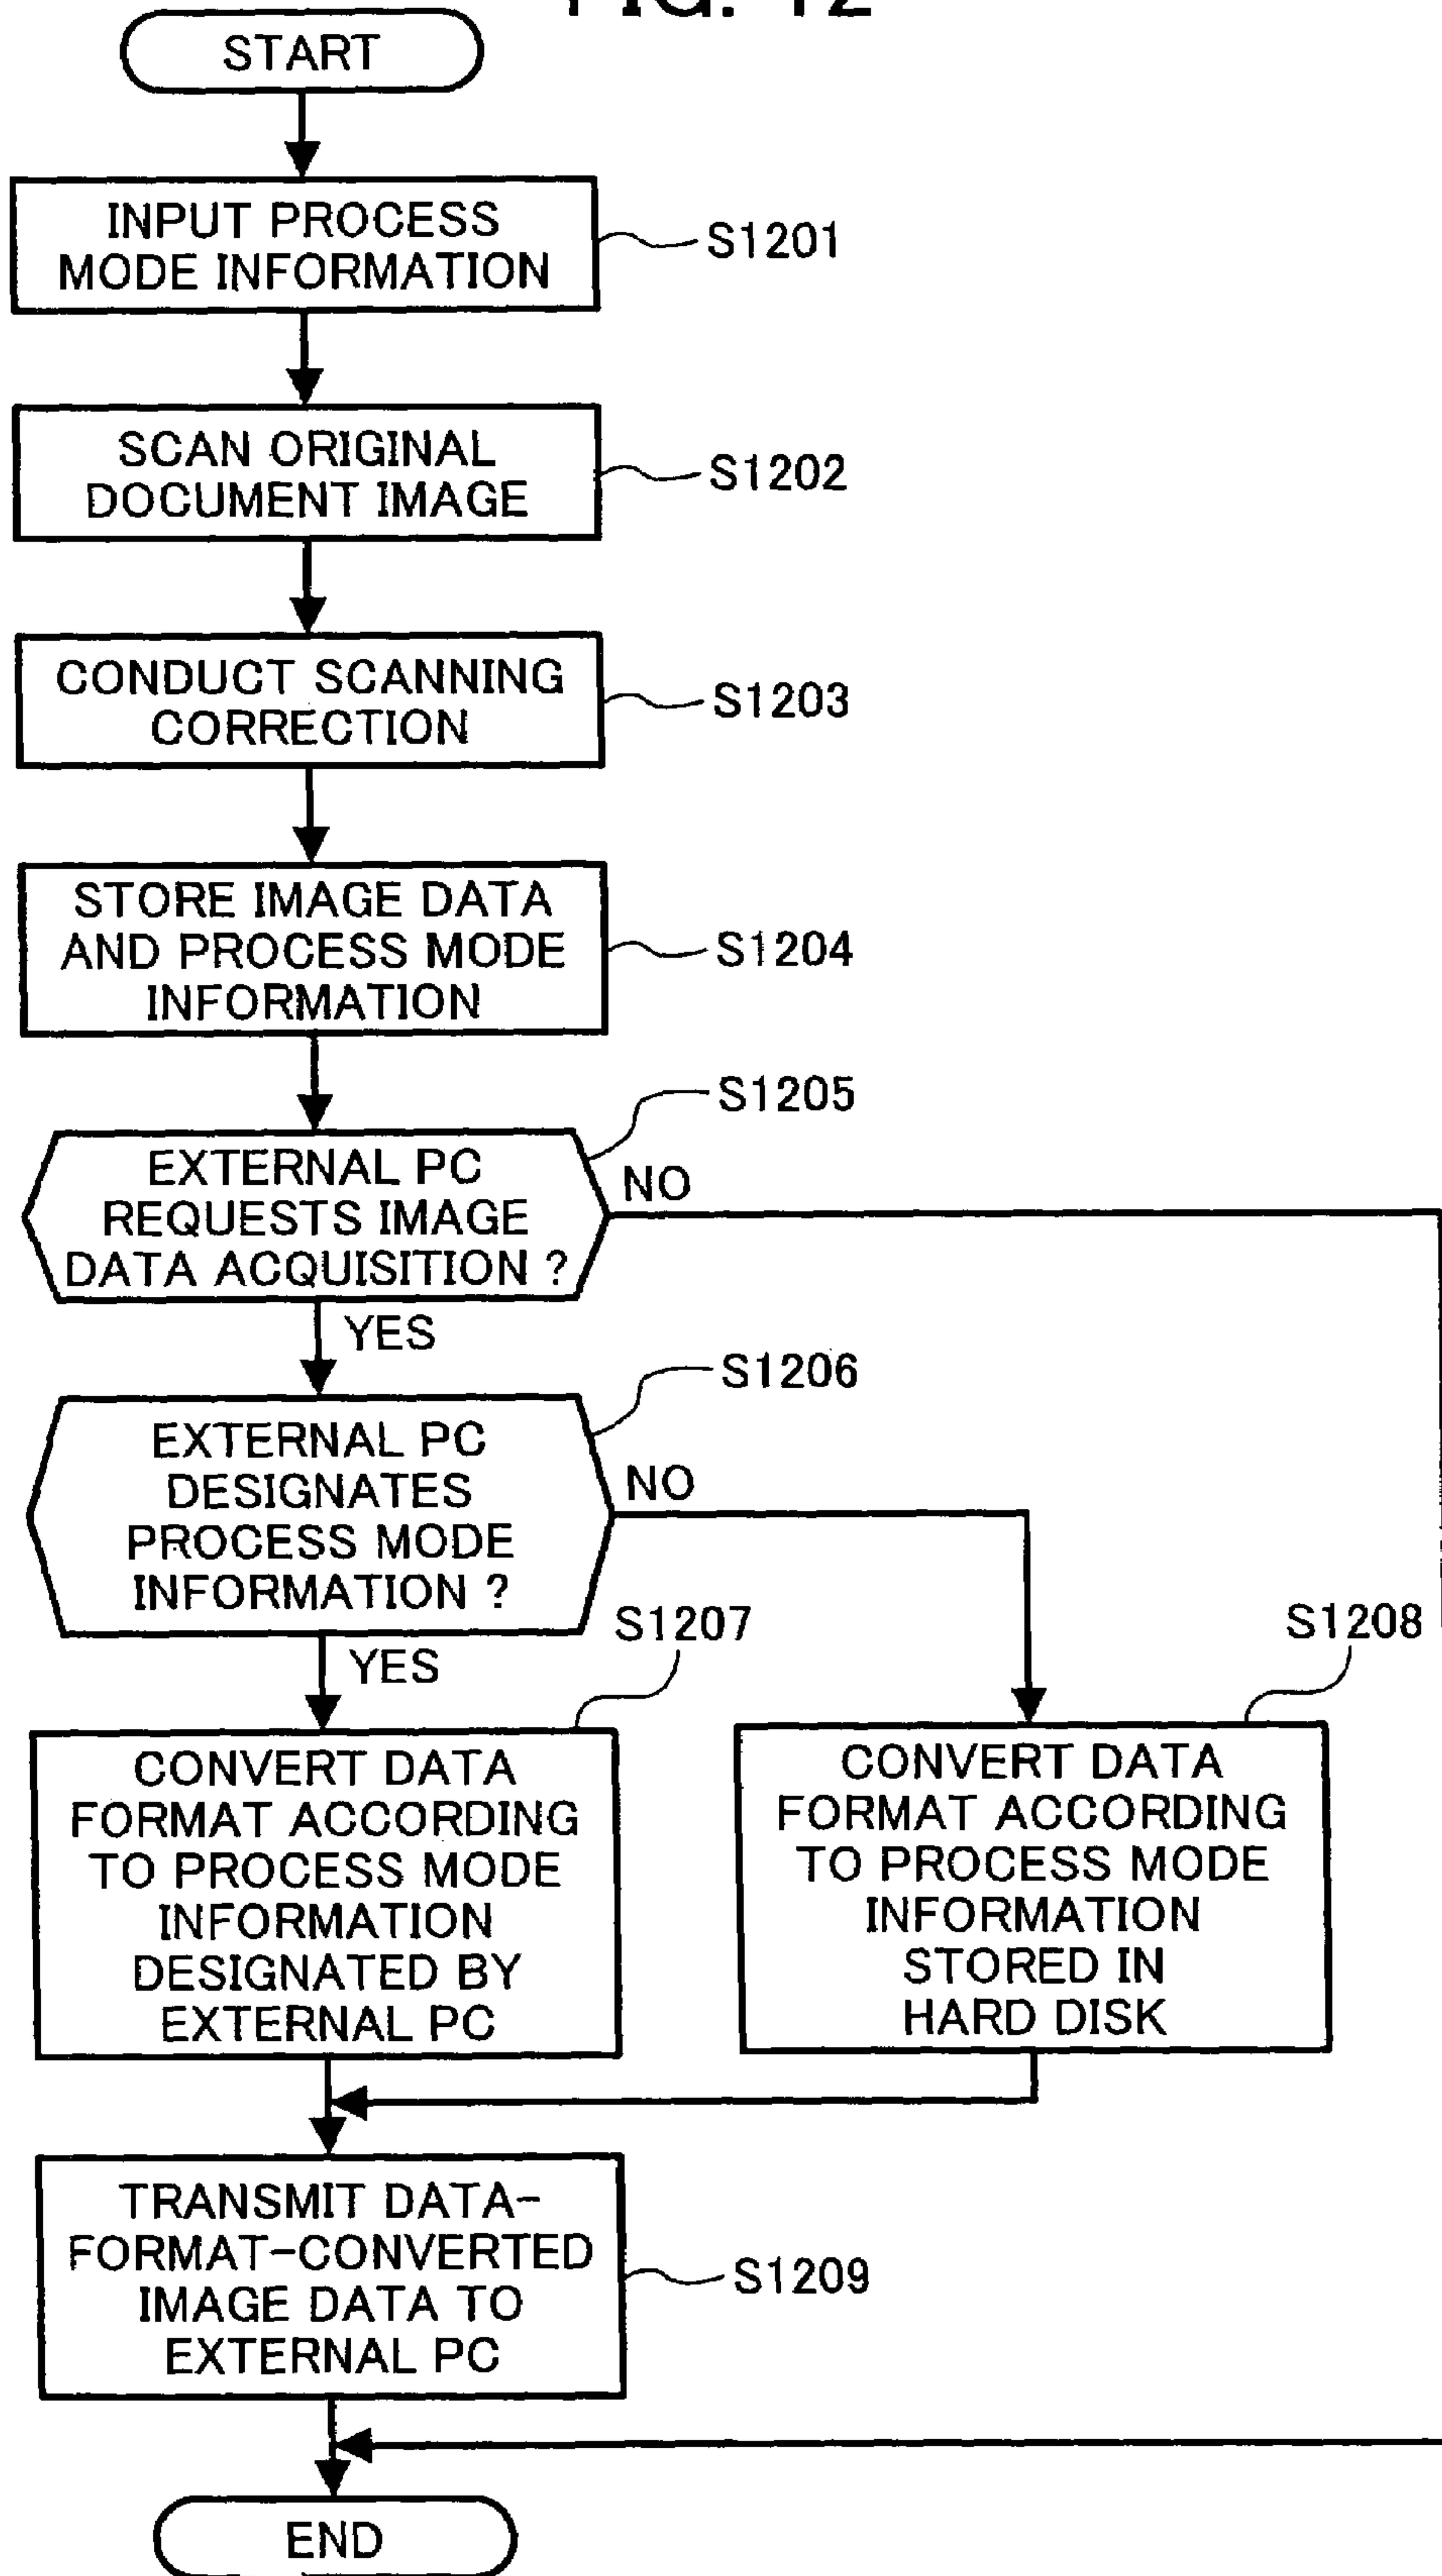 FIG. 12
START
INPUT PROCESS
MODE INFORMATION
S1201
SCAN ORIGINAL
DOCUMENT IMAGE
S1202
CONDUCT SCANNING
CORRECTION
S1203
STORE IMAGE DATA
AND PROCESS MODE
INFORMATION
S1204
S1205
EXTERNAL PC
REQUESTS IMAGE
DATA ACQUISITION ?
NO
YES
S1206
EXTERNAL PC
DESIGNATES
PROCESS MODE
INFORMATION ?
NO
YES
S1207
CONVERT DATA
FORMAT ACCORDING
TO PROCESS MODE
INFORMATION
DESIGNATED BY
EXTERNAL PC
S1208
CONVERT DATA
FORMAT ACCORDING
TO PROCESS MODE
INFORMATION
STORED IN
HARD DISK
TRANSMIT DATA-
FORMAT-CONVERTED
IMAGE DATA TO
EXTERNAL PC
S1209
END